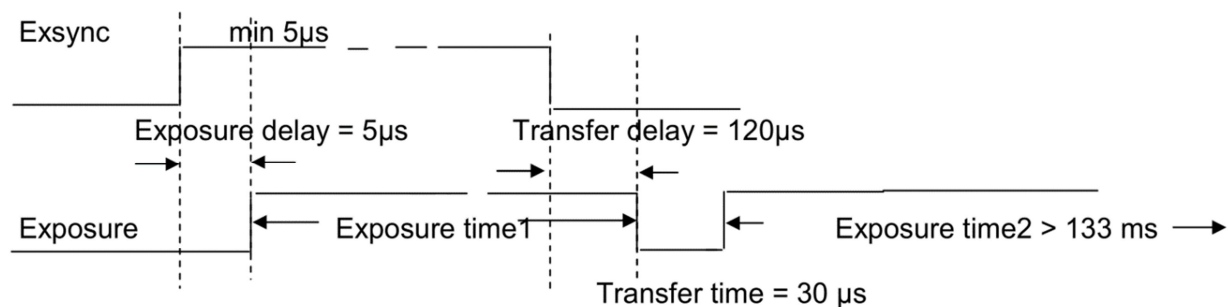 Exsync
min 5µs
Exposure delay = 5µs
Transfer delay = 120µs
Exposure
Exposure time1
Exposure time2 > 133 ms
Transfer time = 30 µs